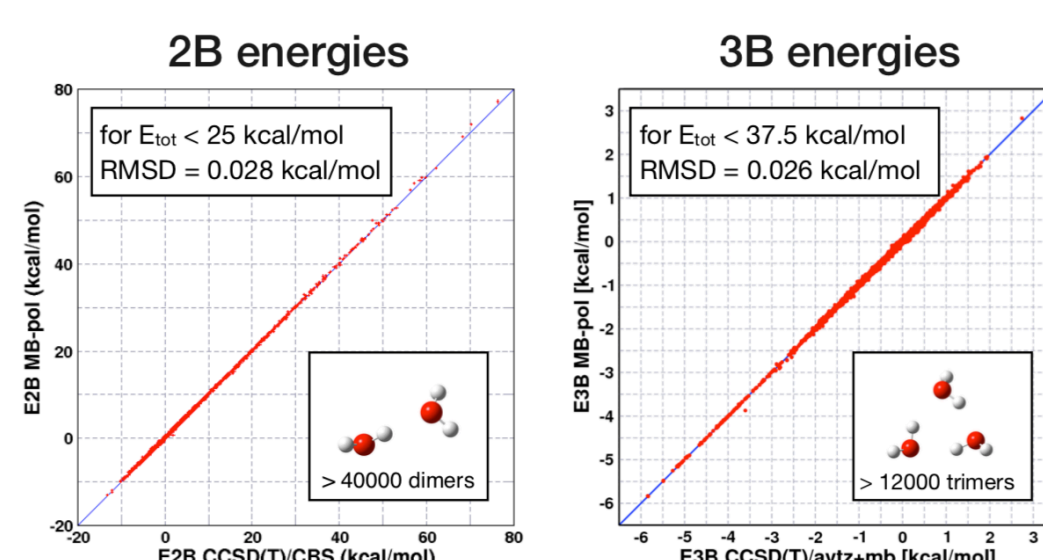 2B energies
for Etot < 25 kcal/mol
RMSD = 0.028 kcal/mol
E2B MB-pol (kcal/mol)
80
60
40
20
0
-20
-20
0
20
40
60
80
> 40000 dimers
E2B CCSD(T)/CBS (kcal/mol)
3B energies
for Etot < 37.5 kcal/mol
RMSD = 0.026 kcal/mol
E3B MB-pol [kcal/mol]
3
2
1
0
-1
-2
-3
-4
-5
-6
-6
-5
-4
-3
-2
-1
0
1
2
3
> 12000 trimers
E3B CCSD(T)/avtz+mb [kcal/mol]